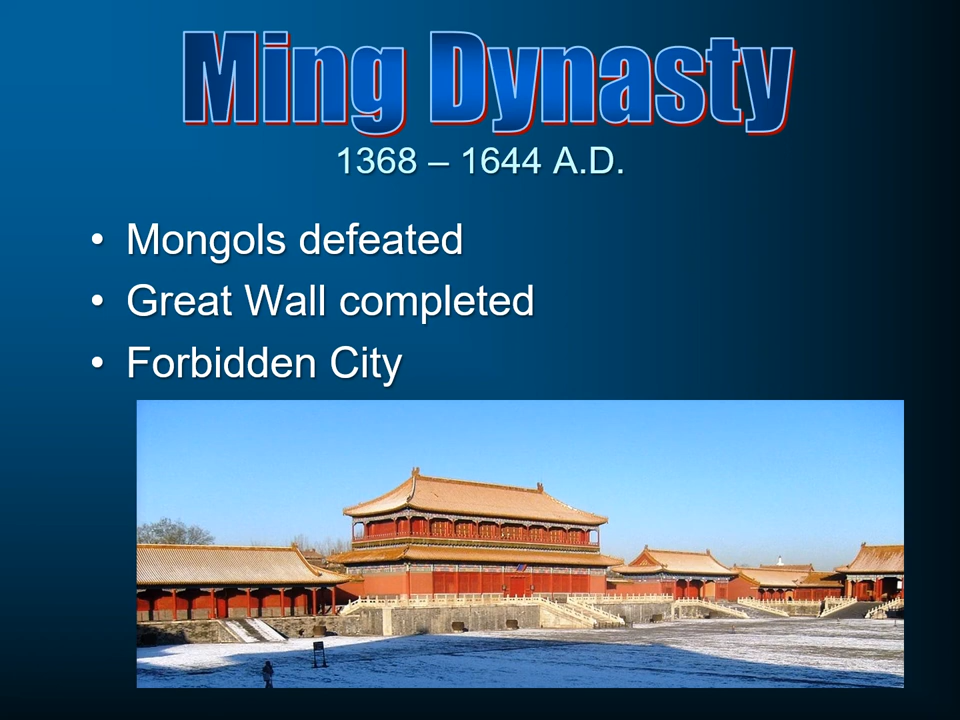 Ming Dynasty
1368 – 1644 A.D.
• Mongols defeated
• Great Wall completed
• Forbidden City